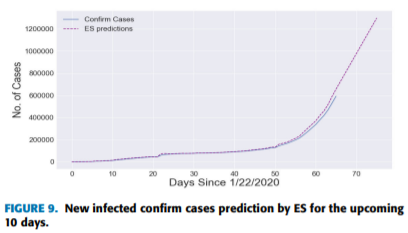 Confirm Cases
ES predictions
1200000
1000000
800000
600000
400000
200000
0
No. of Cases
0 10 20 30 40 50 60 70
Days Since 1/22/2020
FIGURE 9. New infected confirm cases prediction by ES for the upcoming
10 days.